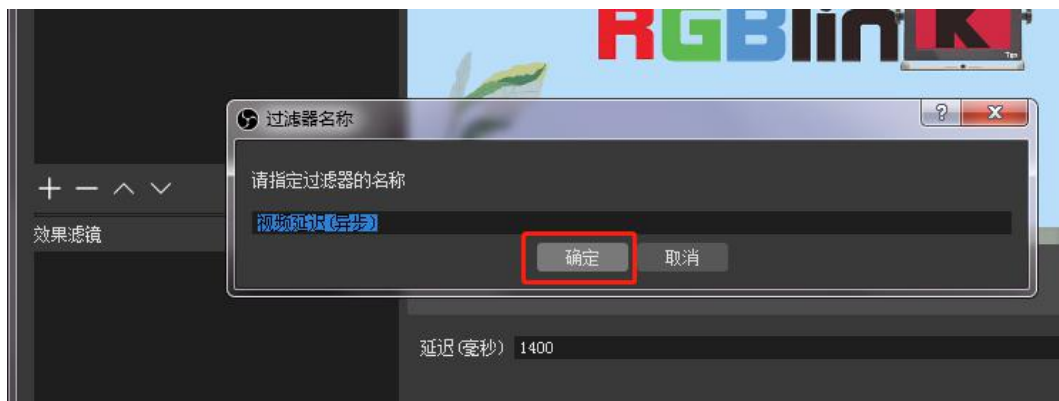 RGBlink
Ten
过滤器名称
请指定过滤器的名称
视频延迟(异步)
效果滤镜
确定
取消
延迟(毫秒) 1400